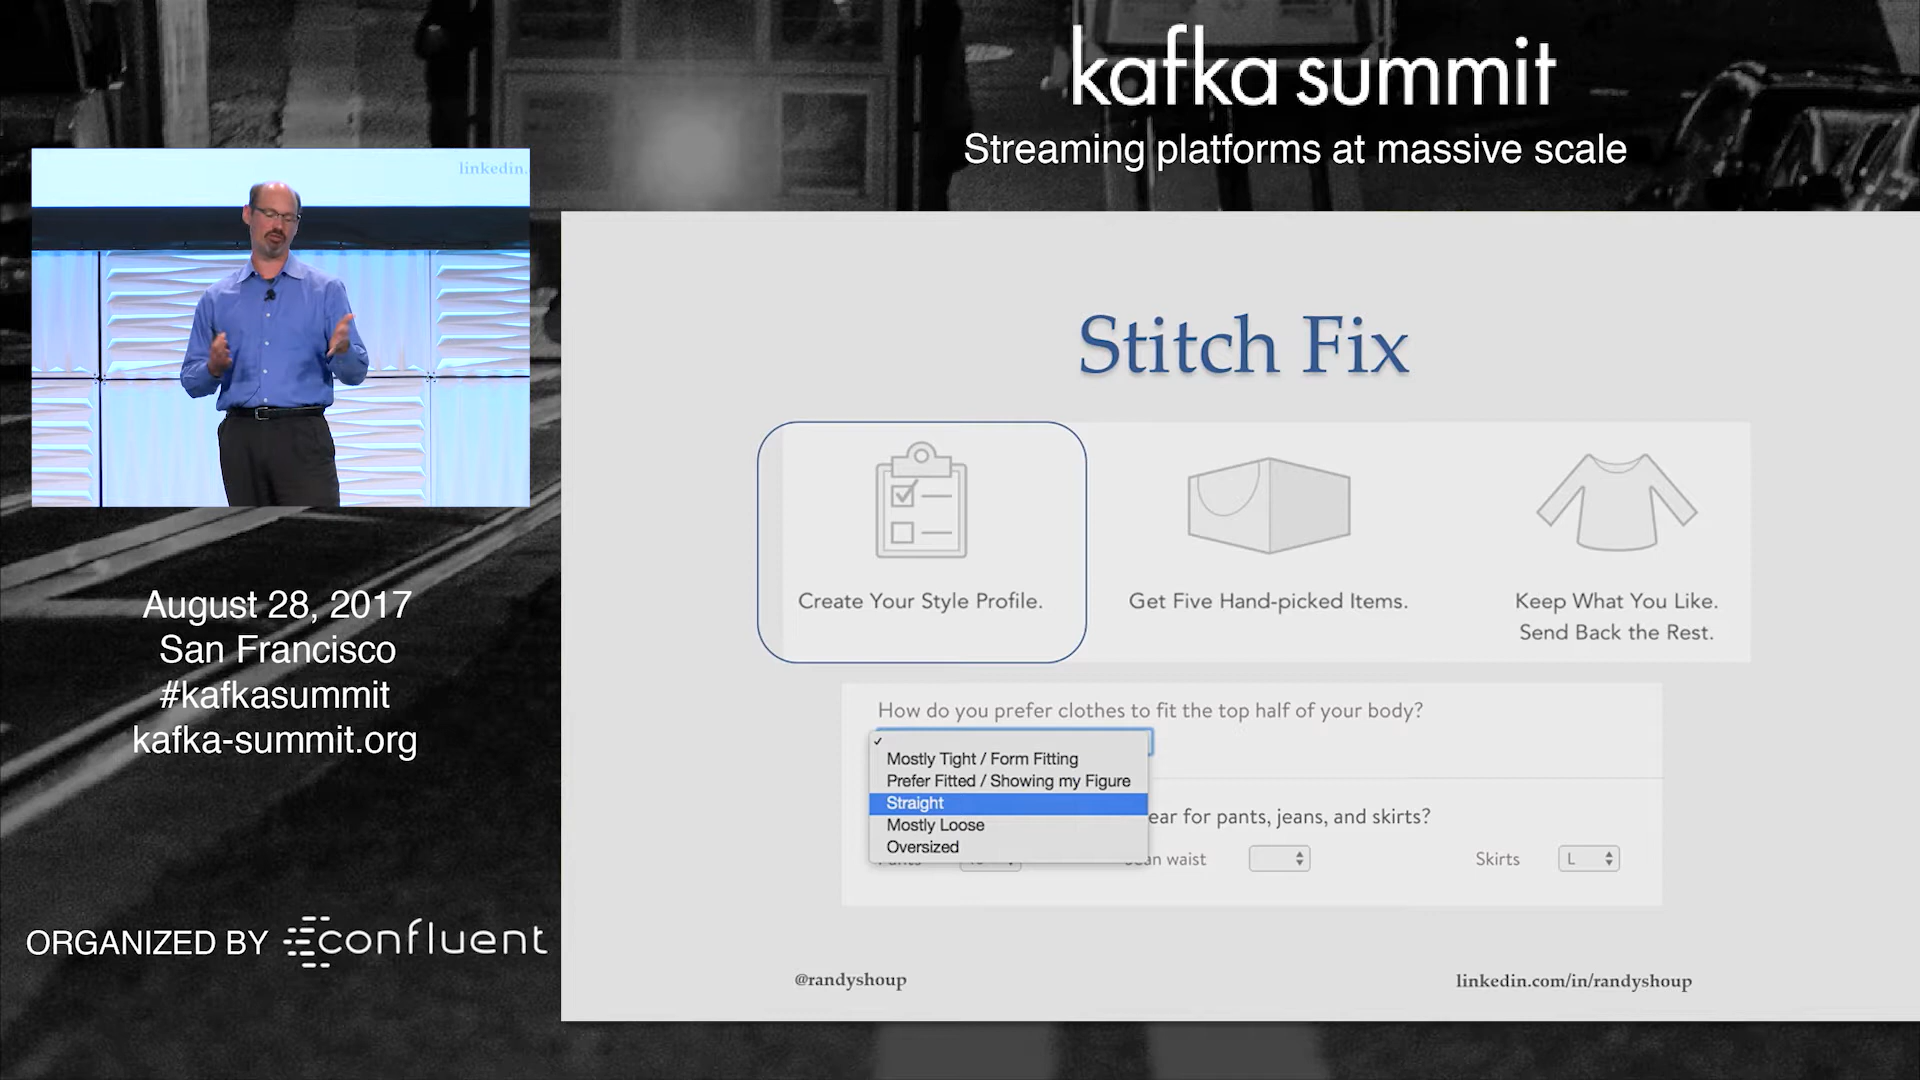 kafka summit
Streaming platforms at massive scale
linkedin.
August 28, 2017
San Francisco
#kafkasummit
kafka-summit.org
ORGANIZED BY confluent
Stitch Fix
Create Your Style Profile.
Get Five Hand-picked Items.
Keep What You Like.
Send Back the Rest.
How do you prefer clothes to fit the top half of your body?
Mostly Tight / Form Fitting
Prefer Fitted / Showing my Figure
Straight
Mostly Loose
Oversized
ear for pants, jeans, and skirts?
waist
Skirts
L
@randyshoup
linkedin.com/in/randyshoup